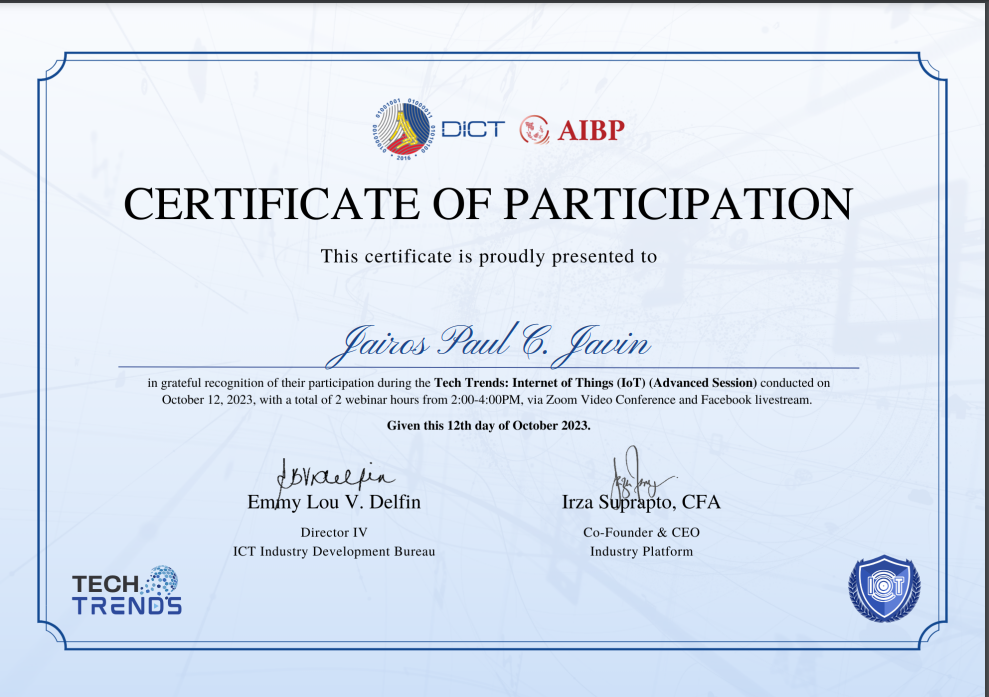 DICT AIBP
2016
CERTIFICATE OF PARTICIPATION
This certificate is proudly presented to
Jairos Paul C. Javin
in grateful recognition of their participation during the Tech Trends: Internet of Things (IoT) (Advanced Session) conducted on
October 12, 2023, with a total of 2 webinar hours from 2:00-4:00PM, via Zoom Video Conference and Facebook livestream.
Given this 12th day of October 2023.
Emmy Lou V. Delfin
Director IV
ICT Industry Development Bureau
Irza Suprapto, CFA
Co-Founder & CEO
Industry Platform
TECH
TRENDS
IOT